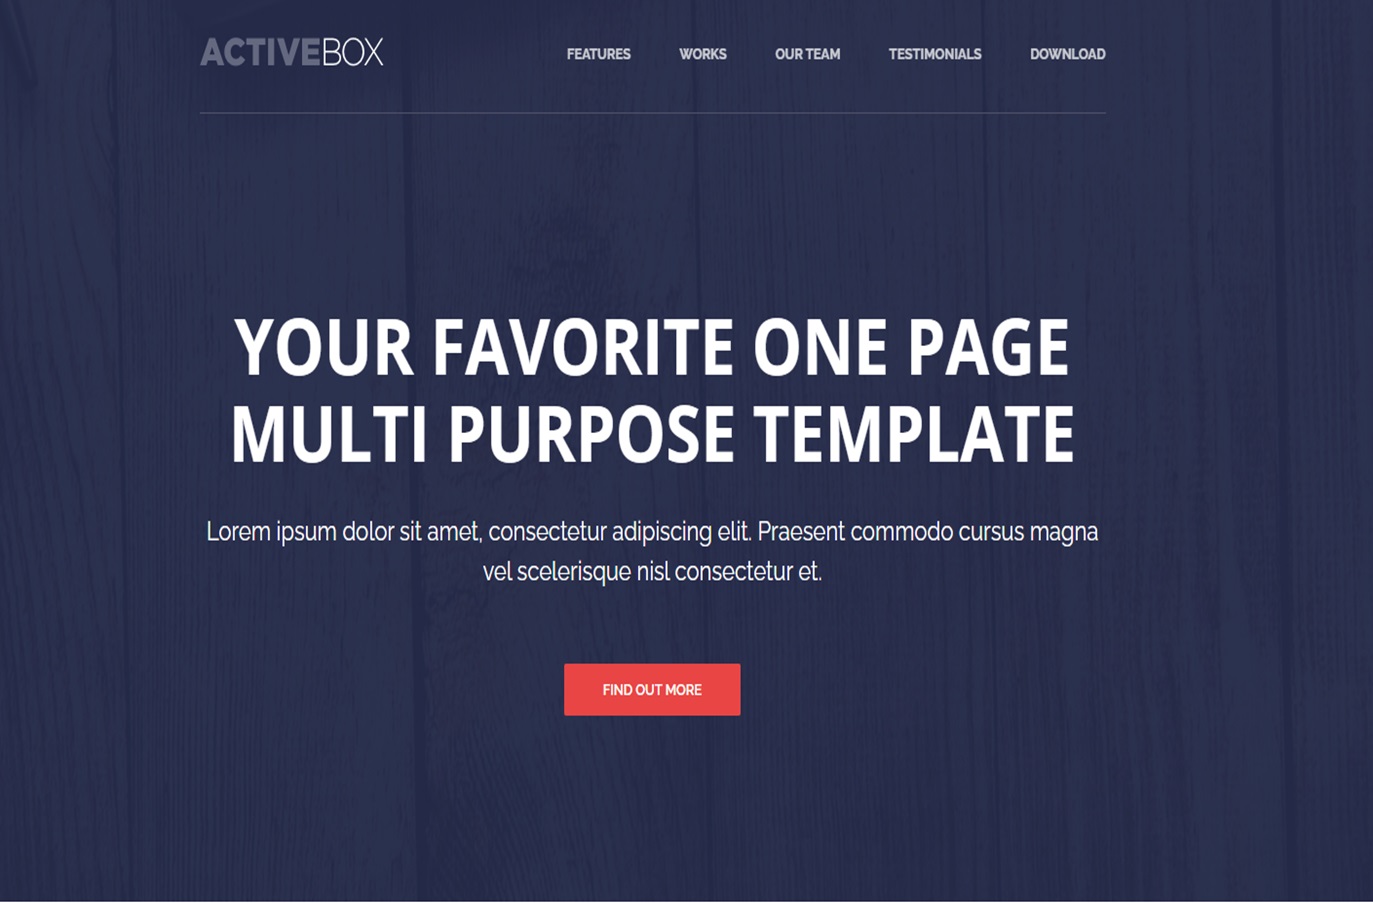 ACTIVEBOX
FEATURES WORKS OUR TEAM TESTIMONIALS DOWNLOAD
YOUR FAVORITE ONE PAGE
MULTI PURPOSE TEMPLATE
Lorem ipsum dolor sit amet, consectetur adipiscing elit. Praesent commodo cursus magna
vel scelerisque nisl consectetur et.
FIND OUT MORE